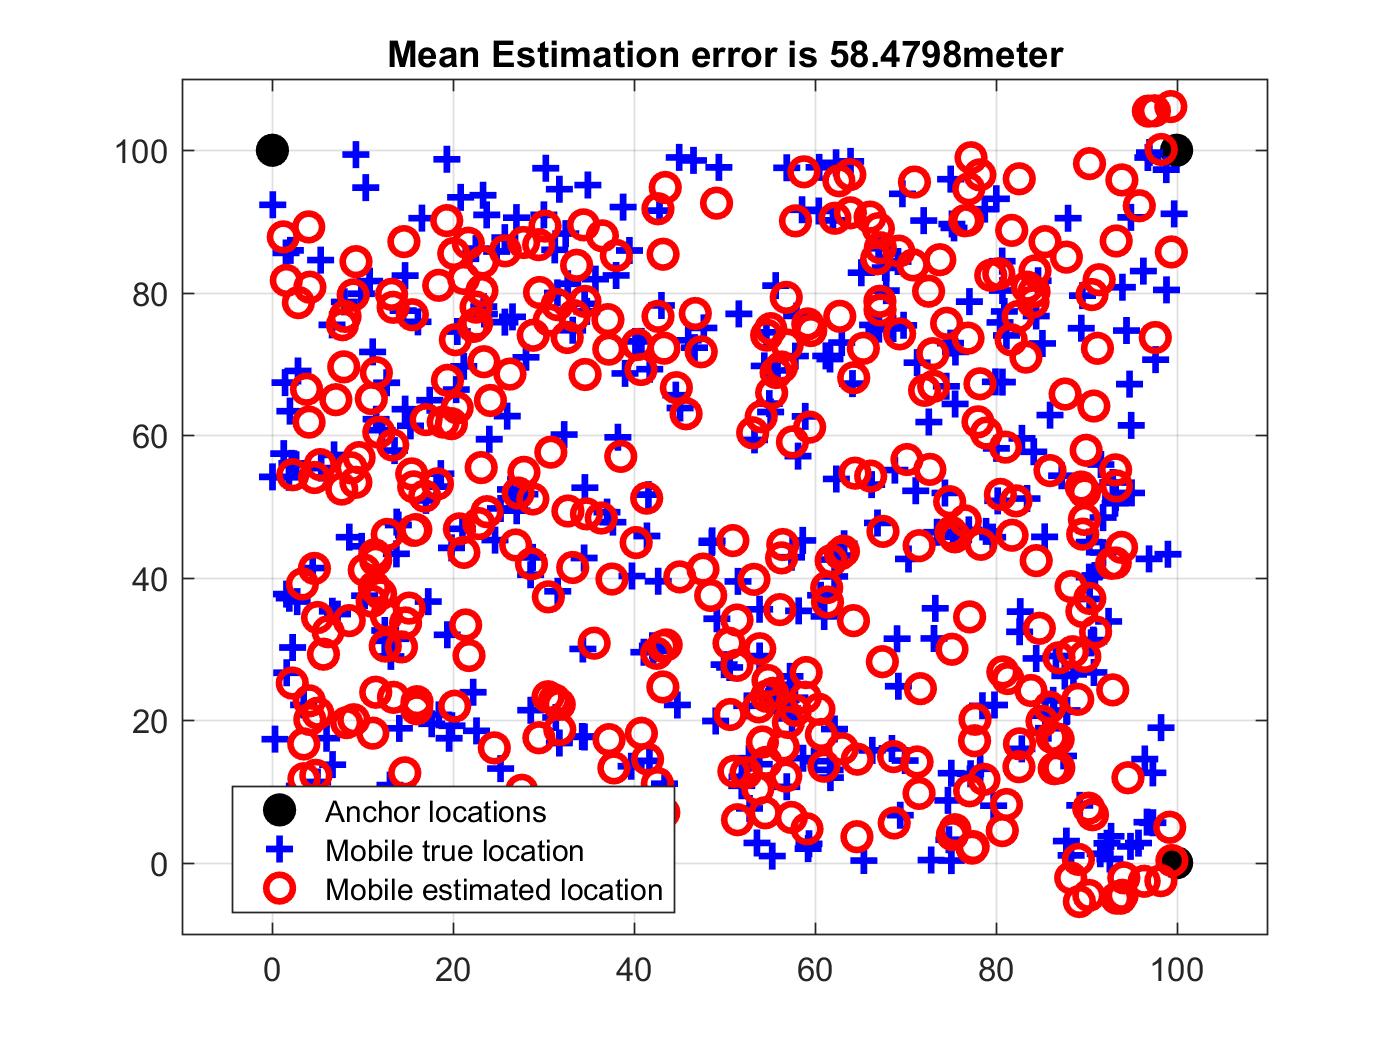 Mean Estimation error is 58.4798meter
100
80
60
40
20
0
Anchor locations
Mobile true location
Mobile estimated location
0 20 40 60 80 100